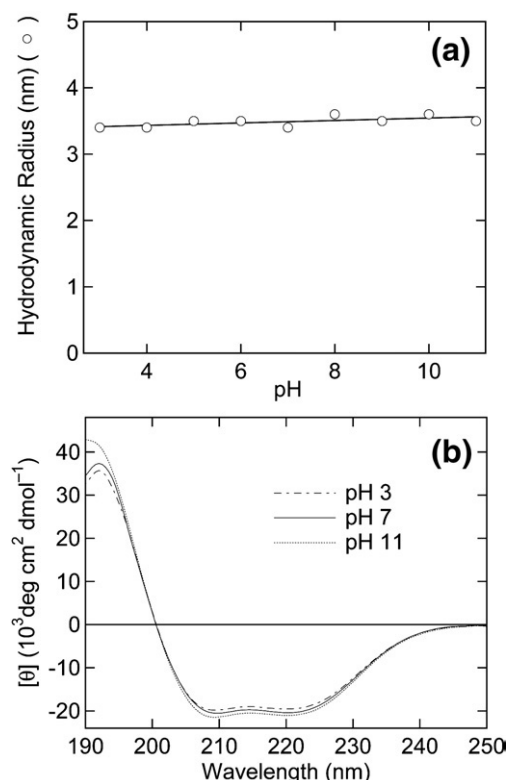 (a)
Hydrodynamic Radius (nm) ( ○ )
5
4
3
2
1
0
4
6
8
10
pH
(b)
[θ] (10³deg cm² dmol⁻¹)
40
30
20
10
0
-10
-20
pH 3
pH 7
pH 11
190
200
210
220
230
240
250
Wavelength (nm)